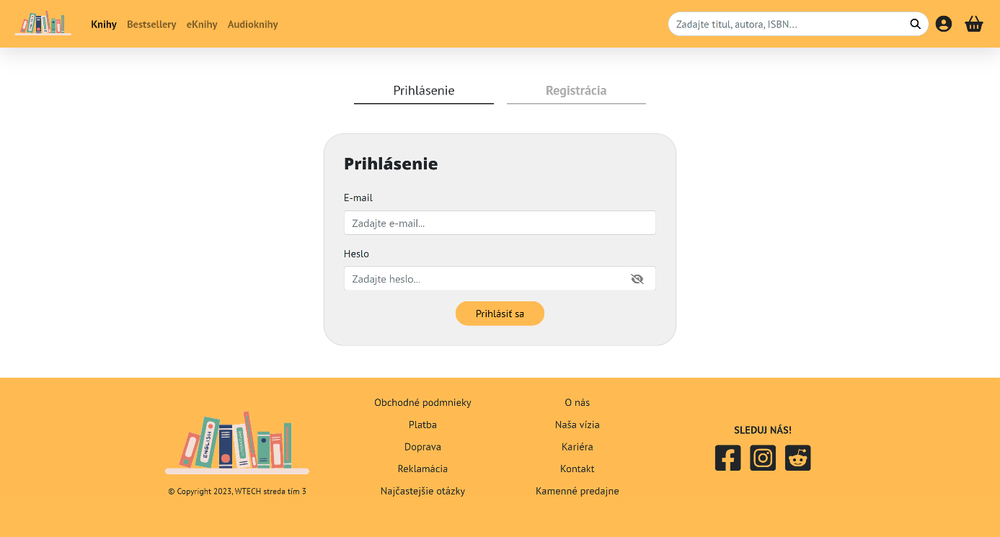 Knihy Bestsellery eKnihy Audioknihy Zadajte titul, autora, ISBN...
Prihlásenie Registrácia
Prihlásenie
E-mail
Zadajte e-mail...
Heslo
Zadajte heslo...
Prihlásiť sa
ENGLISH
© Copyright 2023, WTECH streda tím 3
Obchodné podmnieky
Platba
Doprava
Reklamácia
Najčastejšie otázky
O nás
Naša vízia
Kariéra
Kontakt
Kamenné predajne
SLEDUJ NÁS!